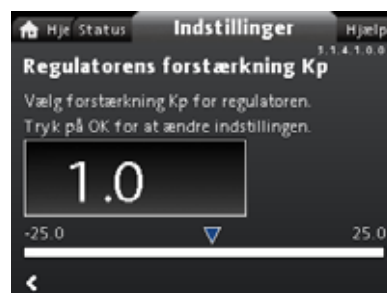 Hje Status Indstillinger Hjælp
3.1.4.1.0.0
Regulatorens forstærkning Kp
Vælg forstærkning Kp for regulatoren.
Tryk på OK for at ændre indstillingen.
1.0
-25.0 25.0